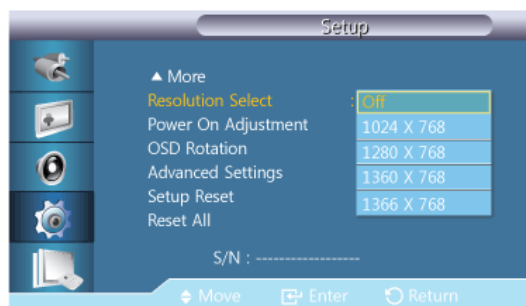 Setup
▲ More
Resolution Select : Off
Power On Adjustment 1024 X 768
OSD Rotation 1280 X 768
Advanced Settings 1360 X 768
Setup Reset 1366 X 768
Reset All
S/N : ------------------
Move Enter Return